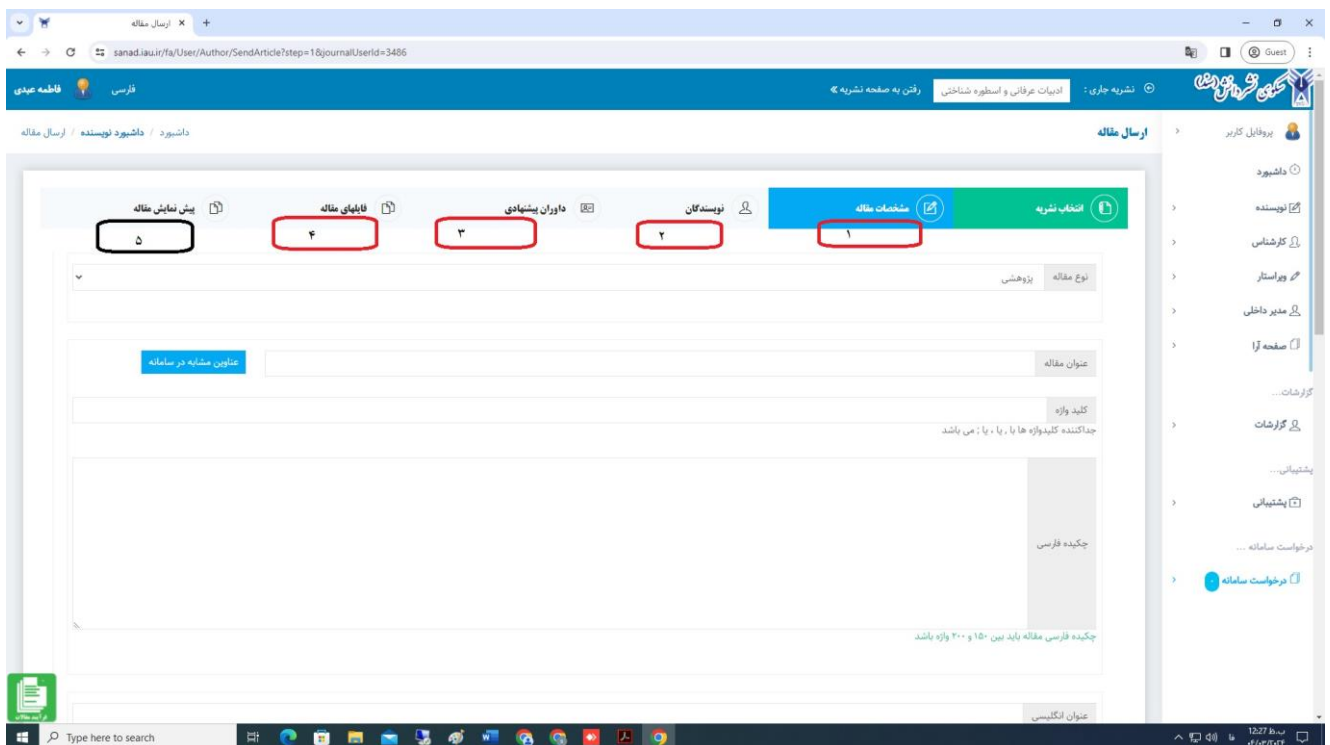 ارسال مقاله
sanad.iau.ir/fa/User/Author/SendArticle?step=1&journalUserId=3486
Guest
نشریه جاری :
ادبیات عرفانی و اسطوره شناختی
رفتن به صفحه نشریه »
فارسی
فاطمه عبدی
ارسال مقاله
داشبورد / داشبورد نویسنده / ارسال مقاله
پروفایل کاربر
داشبورد
نویسنده
کارشناس
ویراستار
مدیر داخلی
صفحه آرا
گزارشات...
گزارشات
پشتیبانی...
پشتیبانی
درخواست سامانه ...
درخواست سامانه
انتخاب نشریه
مشخصات مقاله
نویسندگان
داوران پیشنهادی
فایلهای مقاله
پیش نمایش مقاله
۱
۲
۳
۴
۵
نوع مقاله
پژوهشی
عنوان مقاله
عناوین مشابه در سامانه
کلید واژه
جداکننده کلیدواژه ها با , یا ، یا ; می باشد
چکیده فارسی
چکیده فارسی مقاله باید بین ۱۵۰ و ۲۰۰ واژه باشد
عنوان انگلیسی
Type here to search
فا
12:27 ب.ظ